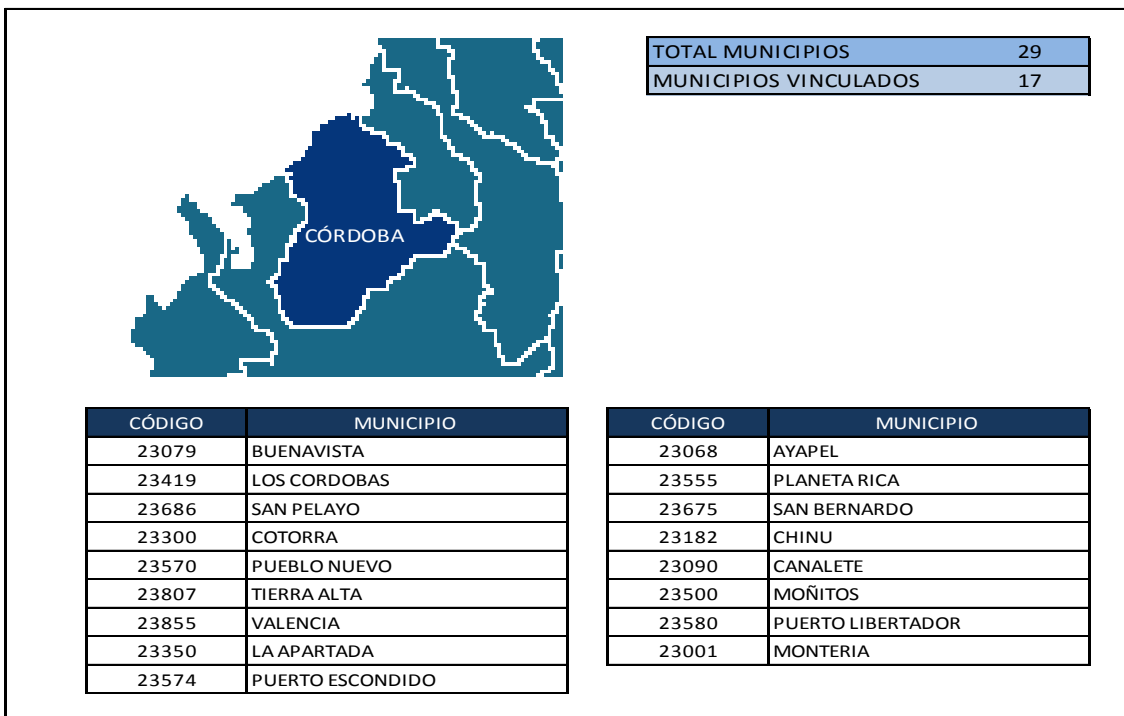 TOTAL MUNICIPIOS 29
MUNICIPIOS VINCULADOS 17
CÓRDOBA
CÓDIGO MUNICIPIO
23079 BUENAVISTA
23419 LOS CORDOBAS
23686 SAN PELAYO
23300 COTORRA
23570 PUEBLO NUEVO
23807 TIERRA ALTA
23855 VALENCIA
23350 LA APARTADA
23574 PUERTO ESCONDIDO
CÓDIGO MUNICIPIO
23068 AYAPEL
23555 PLANETA RICA
23675 SAN BERNARDO
23182 CHINU
23090 CANALETE
23500 MOÑITOS
23580 PUERTO LIBERTADOR
23001 MONTERIA